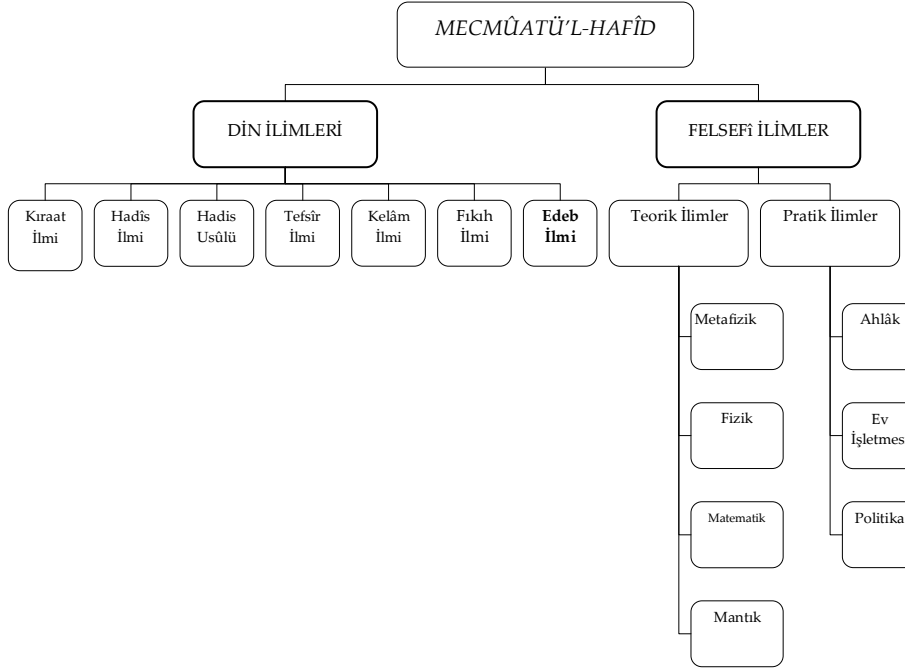 MECMÛATÜ’L-HAFÎD
DİN İLİMLERİ
FELSEFî İLİMLER
Kıraat
İlmi
Hadîs
İlmi
Hadis
Usûlü
Tefsîr
İlmi
Kelâm
İlmi
Fıkıh
İlmi
Edeb
İlmi
Teorik İlimler
Pratik İlimler
Metafizik
Fizik
Matematik
Mantık
Ahlâk
Ev
İşletmes
Politika